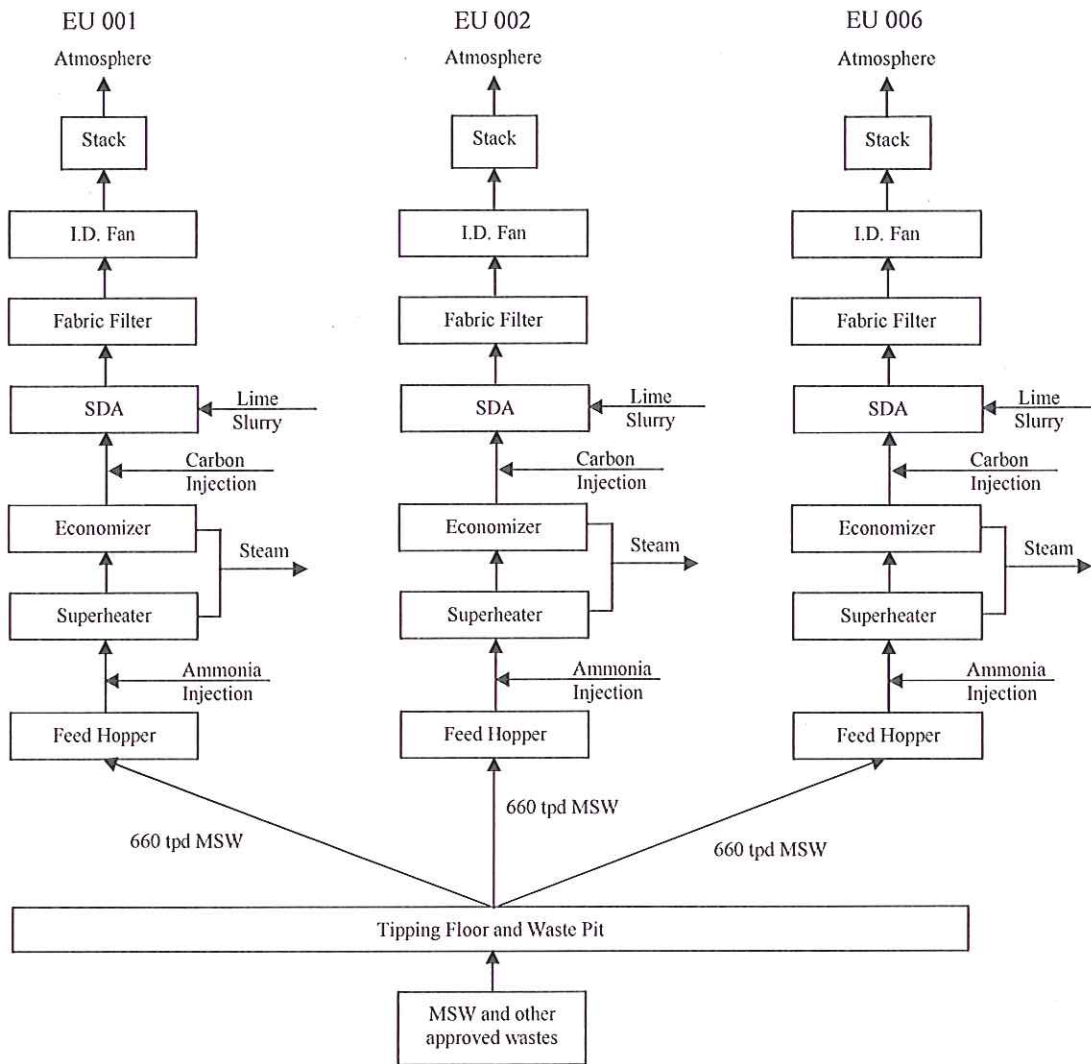 EU 001
EU 002
EU 006
Atmosphere
Atmosphere
Atmosphere
Stack
Stack
Stack
I.D. Fan
I.D. Fan
I.D. Fan
Fabric Filter
Fabric Filter
Fabric Filter
SDA
Lime
Slurry
SDA
Lime
Slurry
SDA
Lime
Slurry
Carbon
Injection
Carbon
Injection
Carbon
Injection
Economizer
Economizer
Economizer
Steam
Steam
Steam
Superheater
Superheater
Superheater
Ammonia
Injection
Ammonia
Injection
Ammonia
Injection
Feed Hopper
Feed Hopper
Feed Hopper
660 tpd MSW
660 tpd MSW
660 tpd MSW
Tipping Floor and Waste Pit
MSW and other
approved wastes